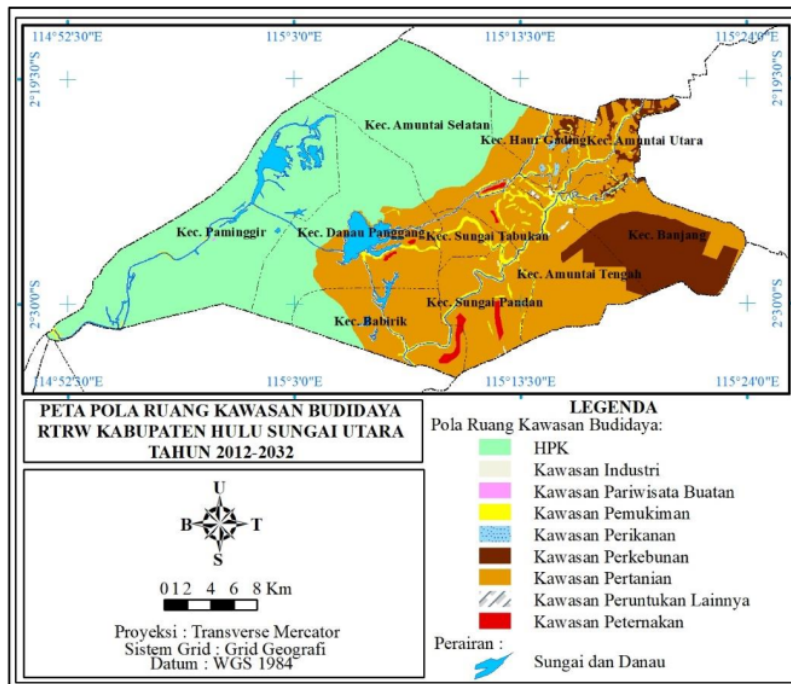 114°52'30"E 115°3'0"E 115°13'30"E 115°24'0"E
2°19'30"S 2°19'30"S
Kec. Amuntai Selatan
Kec. Haur Gading Kec. Amuntai Utara
Kec. Paminggir Kec. Danau Panggang Kec. Sungai Tabukan Kec. Banjang
Kec. Amuntai Tengah
Kec. Sungai Pandan
Kec. Babirik
2°30'0"S 2°30'0"S
114°52'30"E 115°3'0"E 115°13'30"E 115°24'0"E
PETA POLA RUANG KAWASAN BUDIDAYA
RTRW KABUPATEN HULU SUNGAI UTARA
TAHUN 2012-2032
U
B T
S
0 1 2 4 6 8 Km
Proyeksi : Transverse Mercator
Sistem Grid : Grid Geografi
Datum : WGS 1984
LEGENDA
Pola Ruang Kawasan Budidaya:
HPK
Kawasan Industri
Kawasan Pariwisata Buatan
Kawasan Pemukiman
Kawasan Perikanan
Kawasan Perkebunan
Kawasan Pertanian
Kawasan Peruntukan Lainnya
Kawasan Peternakan
Perairan :
Sungai dan Danau